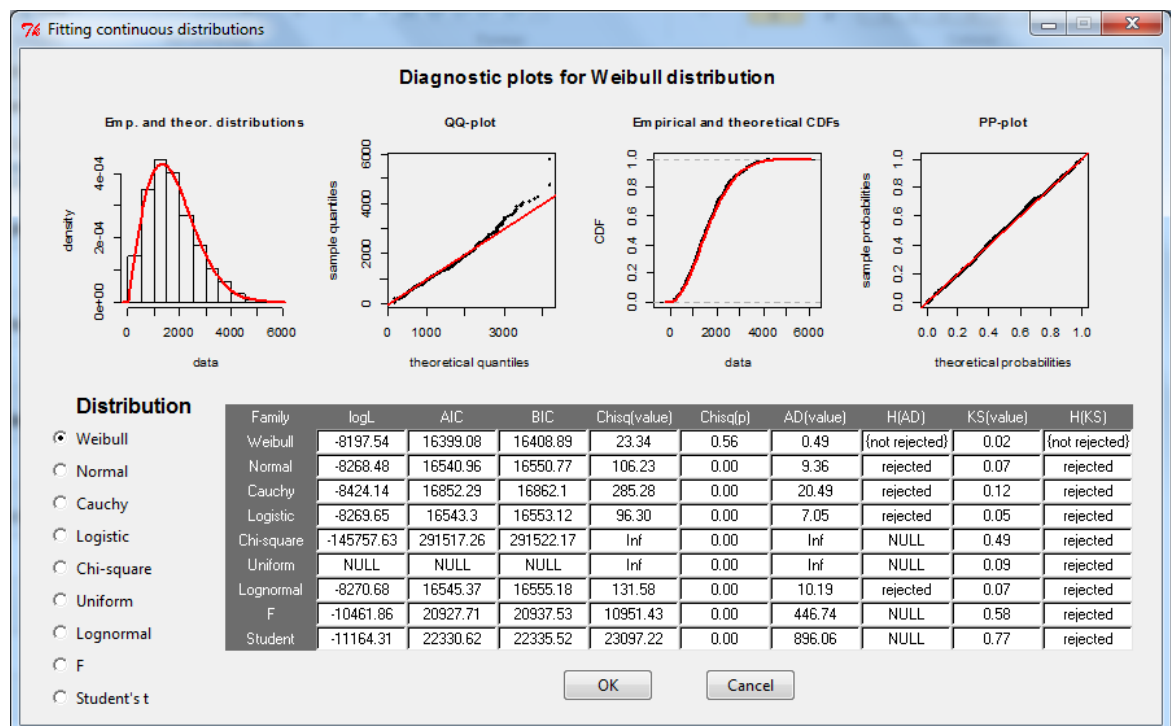 Fitting continuous distributions
Diagnostic plots for Weibull distribution
Emp. and theor. distributions
density
0e+00 2e-04 4e-04
0 2000 4000 6000
data
QQ-plot
sample quantiles
0 2000 4000 6000
0 1000 3000
theoretical quantiles
Empirical and theoretical CDFs
CDF
0.0 0.2 0.4 0.6 0.8 1.0
0 2000 4000 6000
data
PP-plot
sample probabilities
0.0 0.2 0.4 0.6 0.8 1.0
0.0 0.2 0.4 0.6 0.8 1.0
theoretical probabilities
Distribution
Weibull
Normal
Cauchy
Logistic
Chi-square
Uniform
Lognormal
F
Student's t
Family logL AIC BIC Chisq(value) Chisq(p) AD(value) H(AD) KS(value) H(KS)
Weibull -8197.54 16399.08 16408.89 23.34 0.56 0.49 {not rejected} 0.02 {not rejected}
Normal -8268.48 16540.96 16550.77 106.23 0.00 9.36 rejected 0.07 rejected
Cauchy -8424.14 16852.29 16862.1 285.28 0.00 20.49 rejected 0.12 rejected
Logistic -8269.65 16543.3 16553.12 96.30 0.00 7.05 rejected 0.05 rejected
Chi-square -145757.63 291517.26 291522.17 Inf 0.00 Inf NULL 0.49 rejected
Uniform NULL NULL NULL Inf 0.00 Inf NULL 0.09 rejected
Lognormal -8270.68 16545.37 16555.18 131.58 0.00 10.19 rejected 0.07 rejected
F -10461.86 20927.71 20937.53 10951.43 0.00 446.74 NULL 0.58 rejected
Student -11164.31 22330.62 22335.52 23097.22 0.00 896.06 NULL 0.77 rejected
OK Cancel